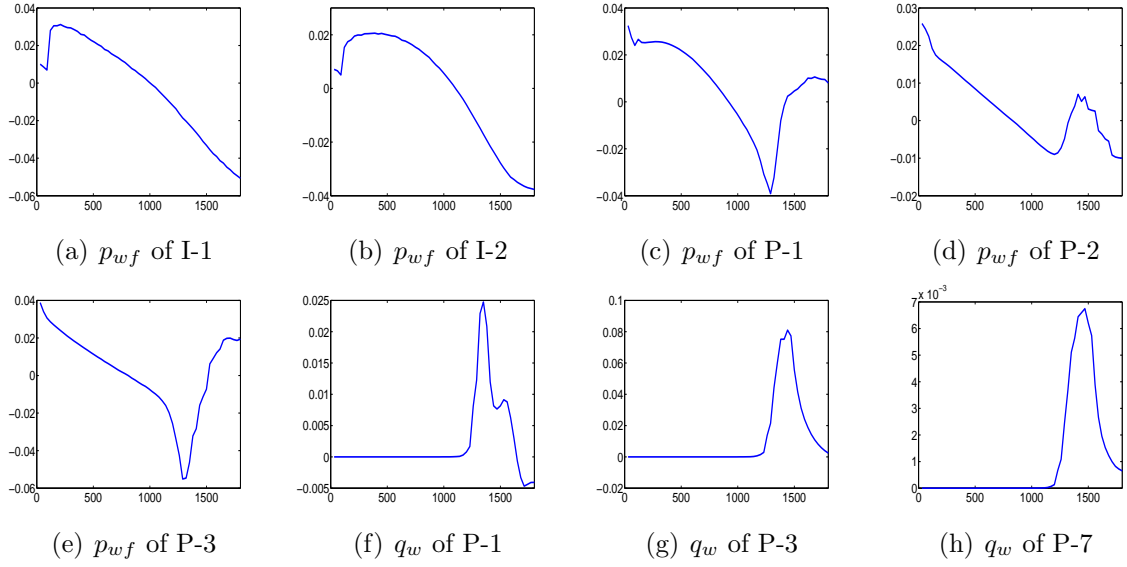 0.04
0.02
0
−0.02
−0.04
−0.06
0 500 1000 1500
(a) p_wf of I-1
0.04
0.02
0
−0.02
−0.04
0 500 1000 1500
(b) p_wf of I-2
0.04
0.02
0
−0.02
−0.04
0 500 1000 1500
(c) p_wf of P-1
0.03
0.02
0.01
0
−0.01
−0.02
0 500 1000 1500
(d) p_wf of P-2
0.04
0.02
0
−0.02
−0.04
−0.06
0 500 1000 1500
(e) p_wf of P-3
0.025
0.02
0.015
0.01
0.005
0
−0.005
0 500 1000 1500
(f) q_w of P-1
0.1
0.08
0.06
0.04
0.02
0
−0.02
0 500 1000 1500
(g) q_w of P-3
x 10⁻³
7
6
5
4
3
2
1
0
0 500 1000 1500
(h) q_w of P-7